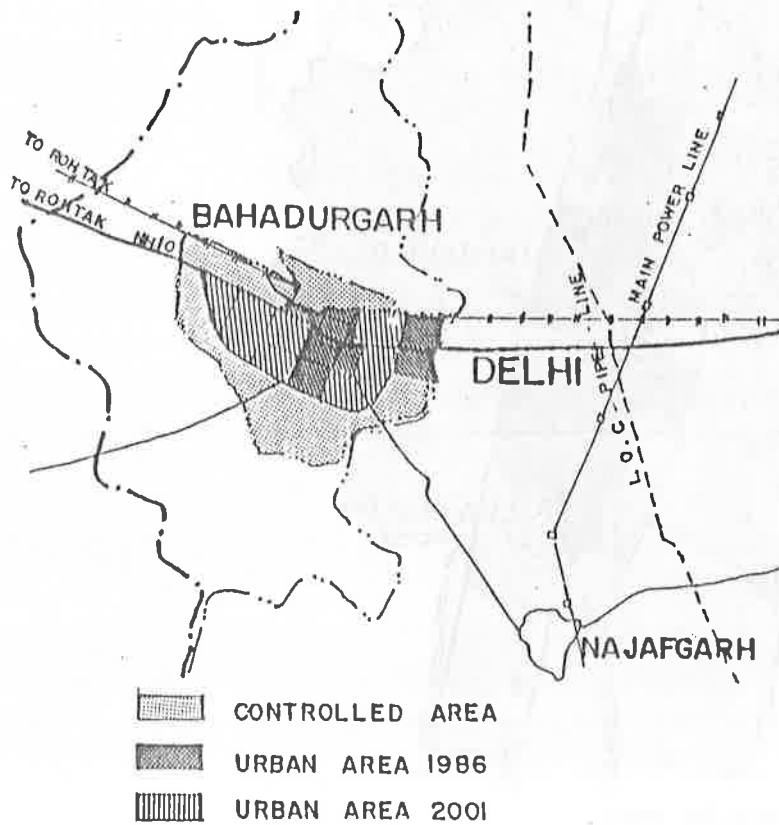 TO ROHTAK
TO ROHTAK
NH10
BAHADURGARH
MAIN POWER LINE
DELHI
I.O.C. PIPE LINE
NAJAFGARH
CONTROLLED AREA
URBAN AREA 1986
URBAN AREA 2001